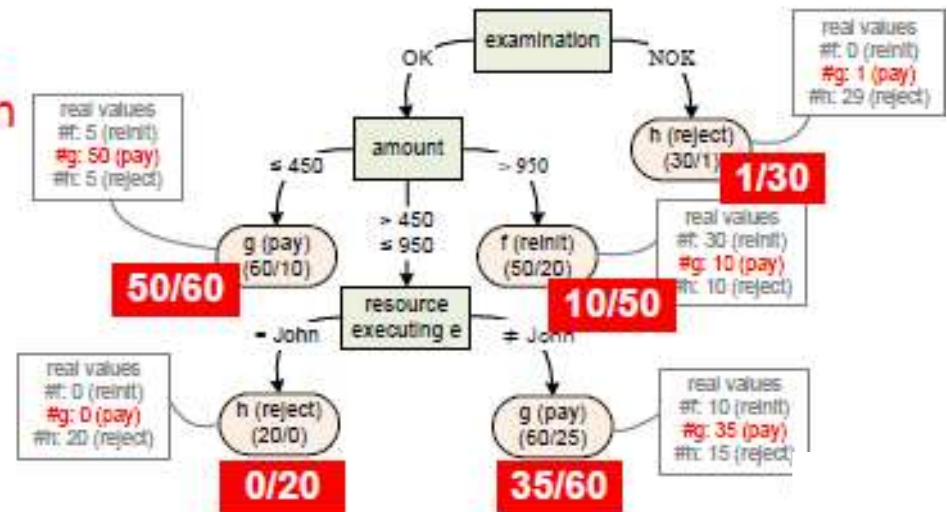 examination
OK
NOK
real values
#f: 0 (reinit)
#g: 1 (pay)
#h: 29 (reject)
real values
#f: 5 (reinit)
#g: 50 (pay)
#h: 5 (reject)
amount
h (reject)
(30/1)
1/30
≤ 450
> 950
> 450
≤ 950
g (pay)
(60/10)
50/60
f (reinit)
(50/20)
10/50
real values
#f: 30 (reinit)
#g: 10 (pay)
#h: 10 (reject)
resource
executing e
= John
≠ John
real values
#f: 0 (reinit)
#g: 0 (pay)
#h: 20 (reject)
h (reject)
(20/0)
0/20
g (pay)
(60/25)
35/60
real values
#f: 10 (reinit)
#g: 35 (pay)
#h: 15 (reject)